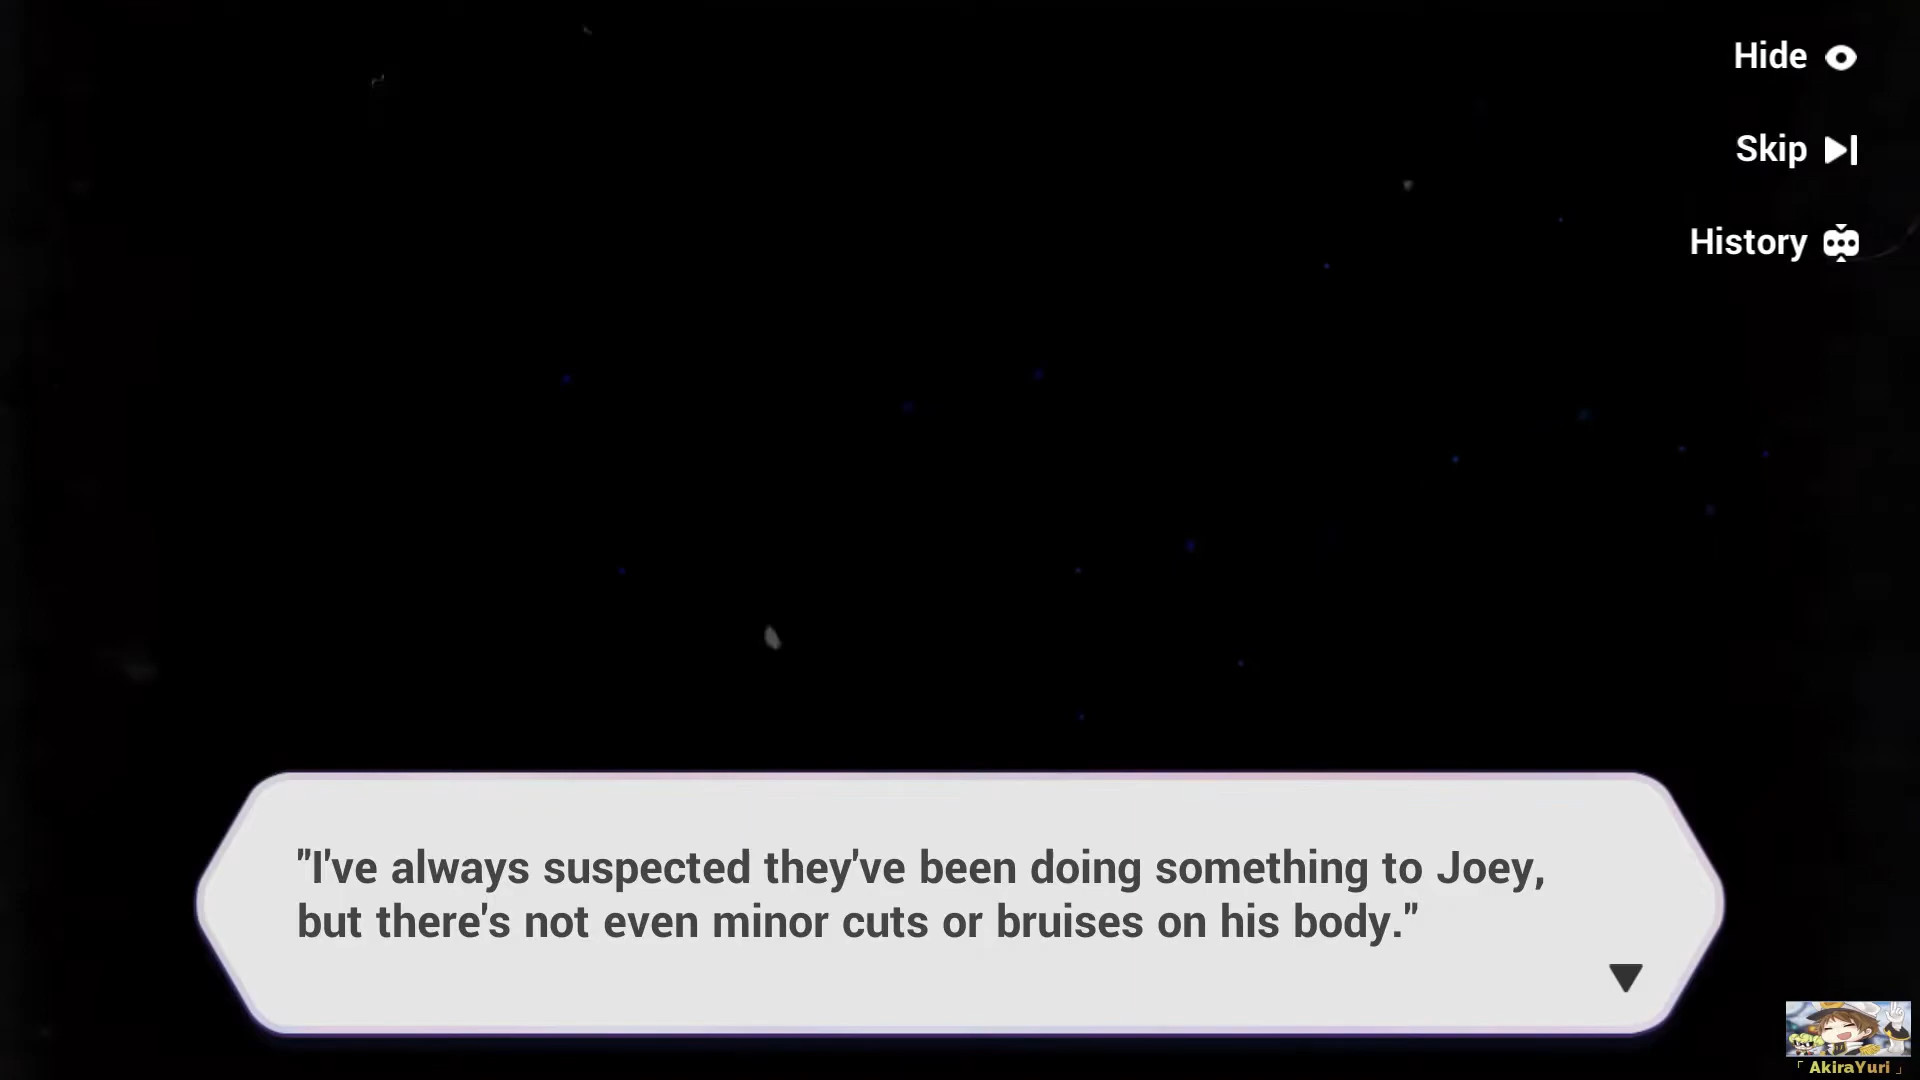 Hide
Skip
History
"I've always suspected they've been doing something to Joey,
but there's not even minor cuts or bruises on his body."
「 AkiraYuri 」